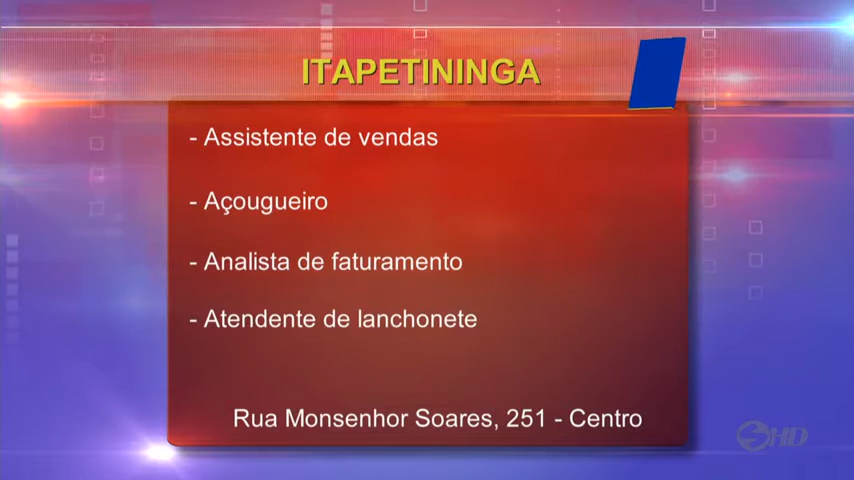 ITAPETININGA
- Assistente de vendas
- Açougueiro
- Analista de faturamento
- Atendente de lanchonete
Rua Monsenhor Soares, 251 - Centro
HD